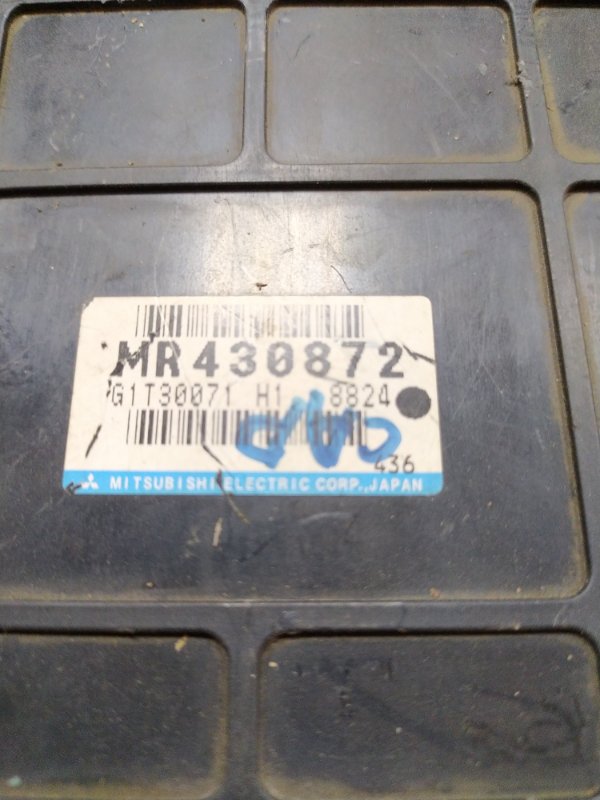 MR430872
G1T30071 H1 8824
436
MITSUBISHI ELECTRIC CORP., JAPAN